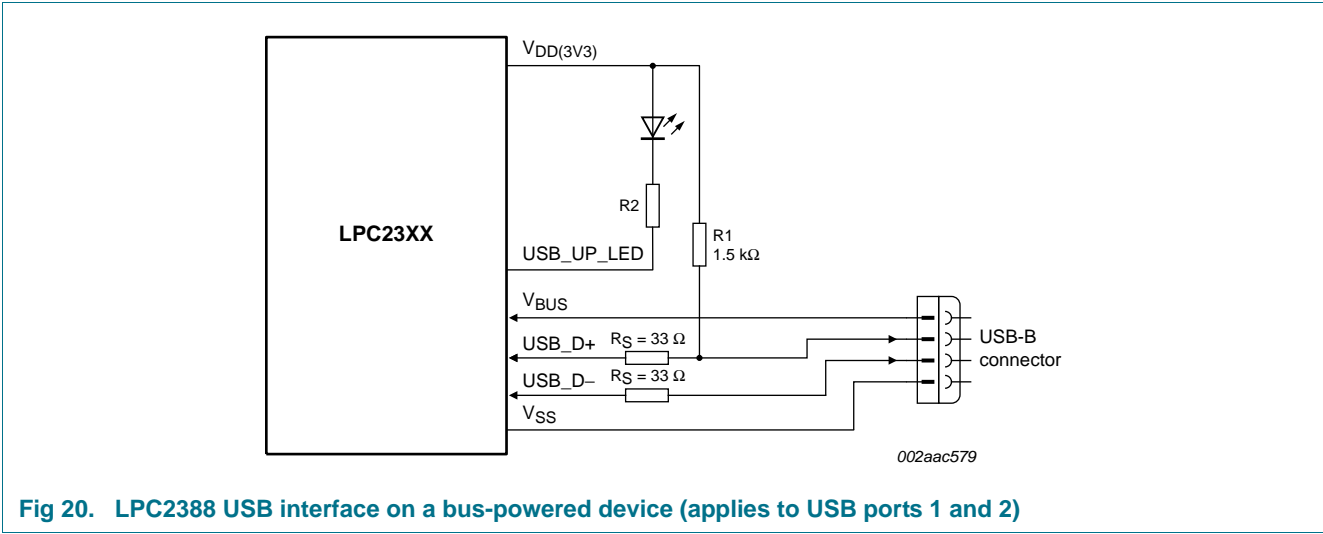 VDD(3V3)
R2
R1
LPC23XX
1.5 kΩ
USB_UP_LED
VBUS
USB_D+ RS = 33 Ω
USB-B
connector
USB_D− RS = 33 Ω
VSS
002aac579
Fig 20. LPC2388 USB interface on a bus-powered device (applies to USB ports 1 and 2)